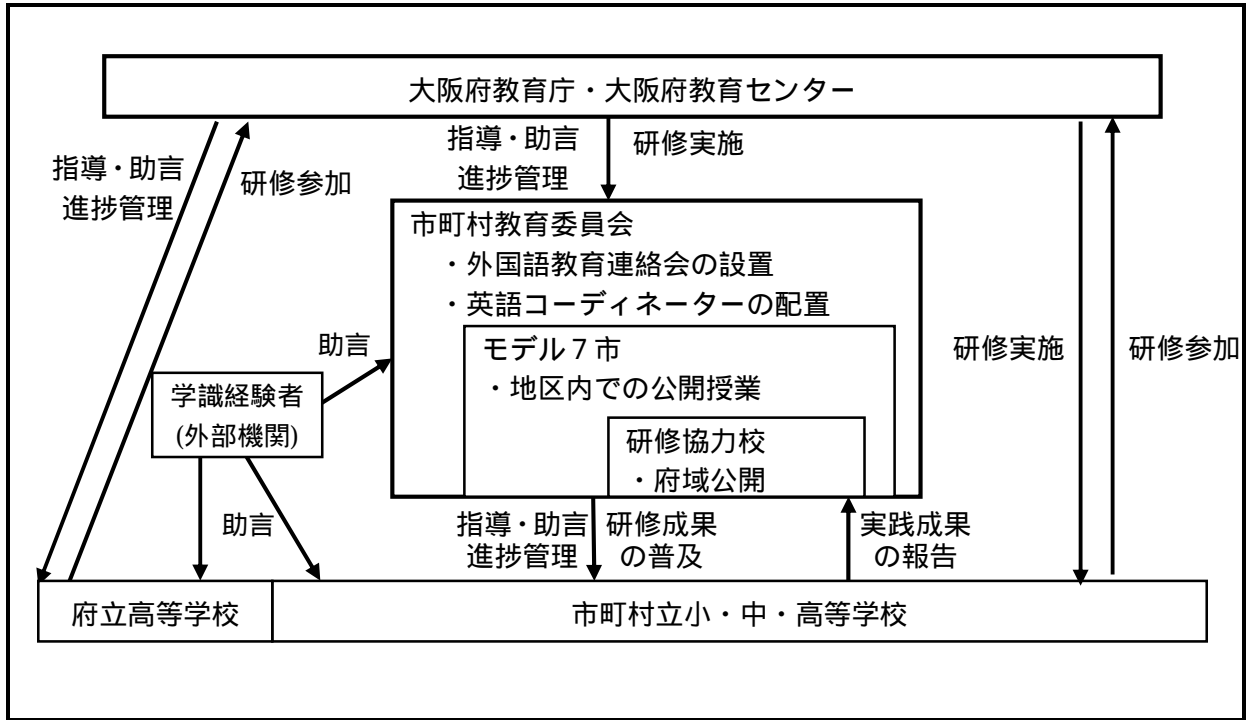 大阪府教育庁・大阪府教育センター
指導・助言
進捗管理
研修参加
指導・助言
進捗管理
研修実施
市町村教育委員会
・外国語教育連絡会の設置
・英語コーディネーターの配置
モデル７市
・地区内での公開授業
研修協力校
・府域公開
助言
学識経験者
(外部機関)
研修実施
研修参加
助言
指導・助言
進捗管理
研修成果
の普及
実践成果
の報告
府立高等学校
市町村立小・中・高等学校